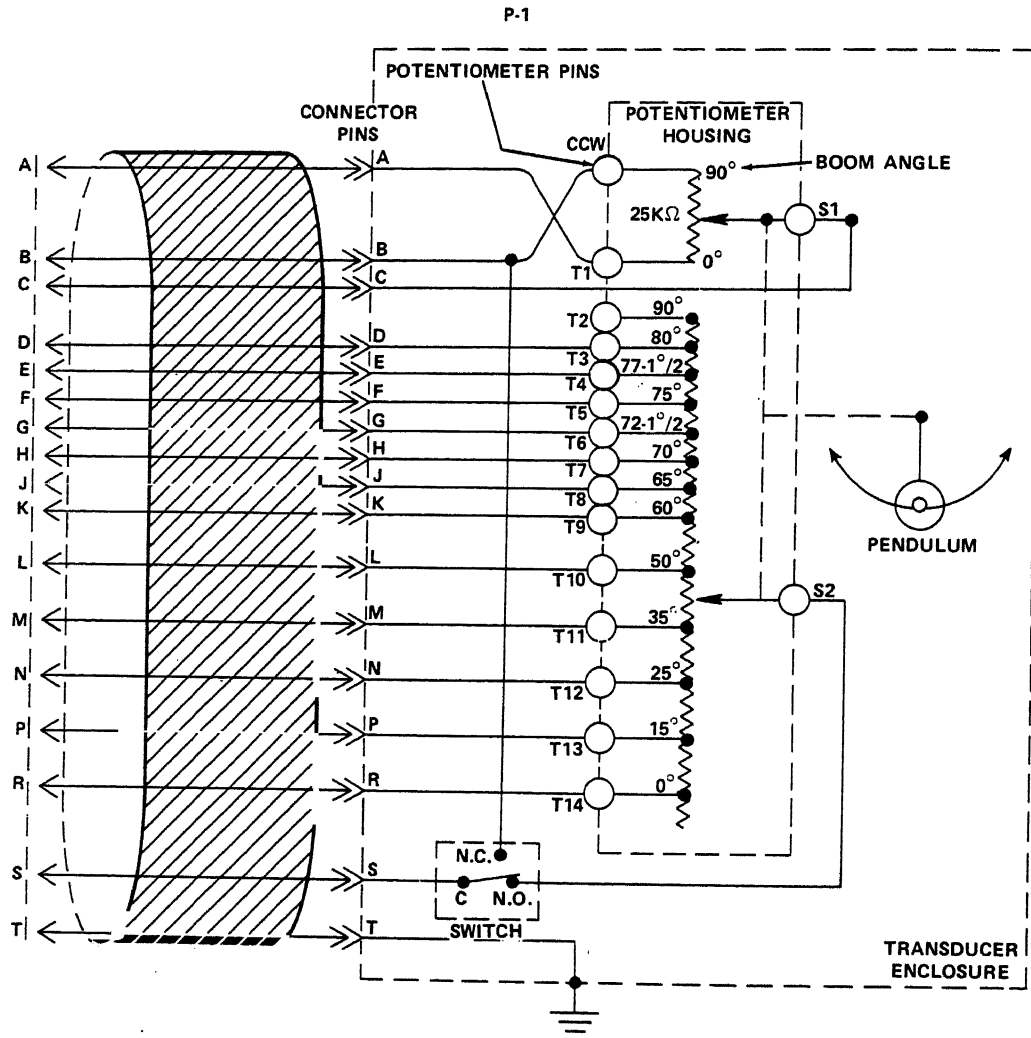 P-1
POTENTIOMETER PINS
CONNECTOR
PINS
POTENTIOMETER
HOUSING
CCW
A
A
90°
BOOM ANGLE
25KΩ
S1
B
B
T1
0°
C
C
T2
90°
D
D
T3
80°
E
E
T4
77-1°/2
F
F
T5
75°
G
G
T6
72-1°/2
H
H
T7
70°
J
J
T8
65°
K
K
T9
60°
PENDULUM
L
L
T10
50°
S2
M
M
T11
35°
N
N
T12
25°
P
P
T13
15°
R
R
T14
0°
N.C.
S
S
C
N.O.
T
T
SWITCH
TRANSDUCER
ENCLOSURE